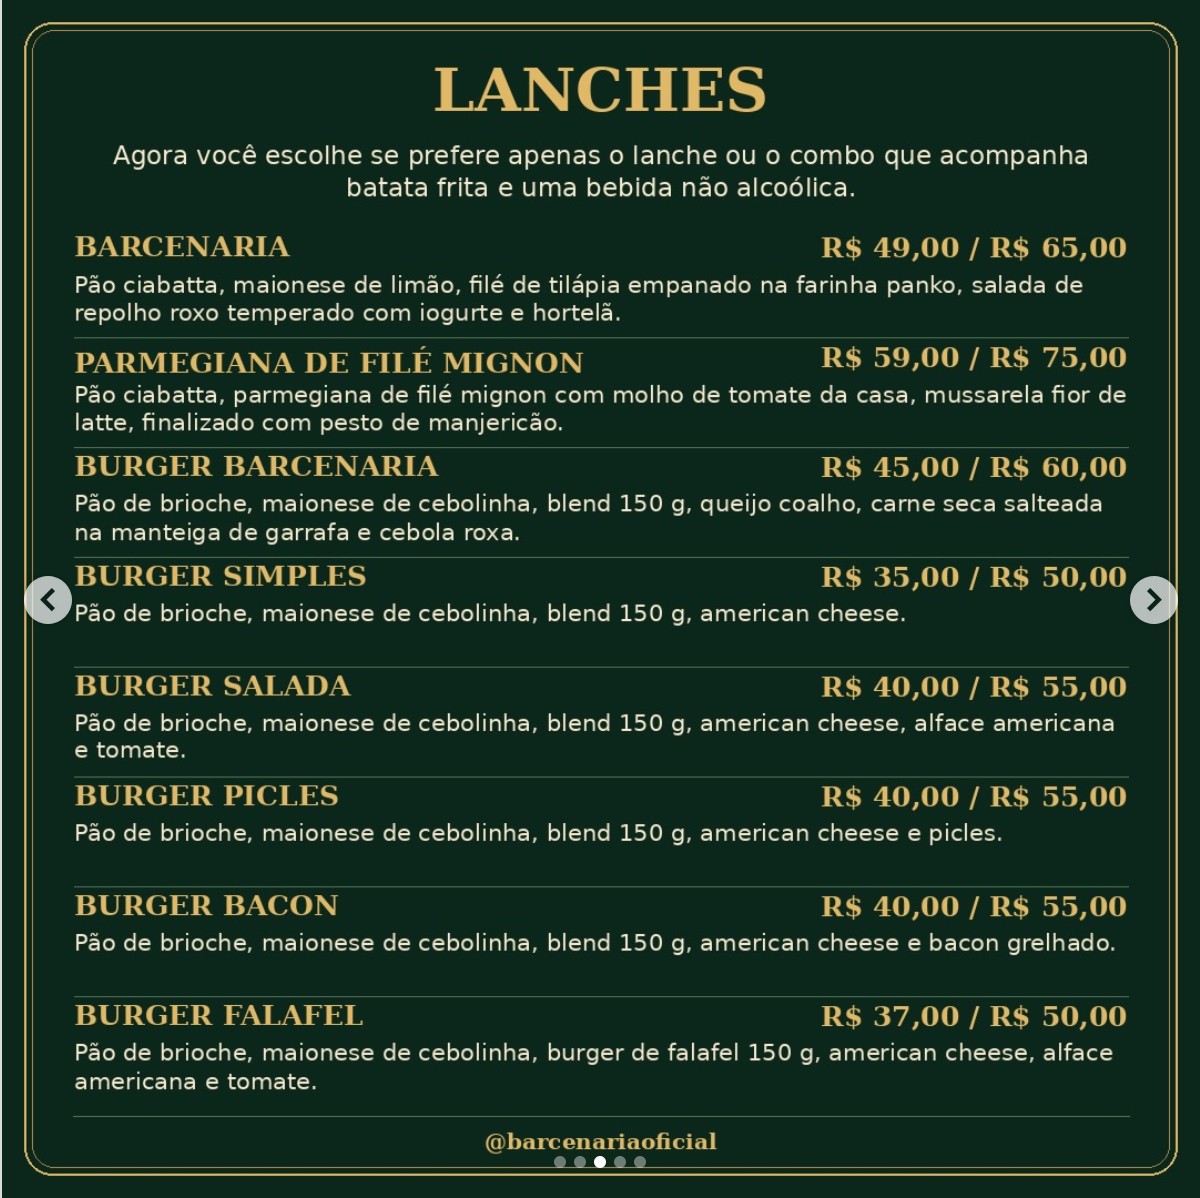 LANCHES
Agora você escolhe se prefere apenas o lanche ou o combo que acompanha
batata frita e uma bebida não alcoólica.
BARCENARIA R$ 49,00 / R$ 65,00
Pão ciabatta, maionese de limão, filé de tilápia empanado na farinha panko, salada de
repolho roxo temperado com iogurte e hortelã.
PARMEGIANA DE FILÉ MIGNON R$ 59,00 / R$ 75,00
Pão ciabatta, parmegiana de filé mignon com molho de tomate da casa, mussarela fior de
latte, finalizado com pesto de manjericão.
BURGER BARCENARIA R$ 45,00 / R$ 60,00
Pão de brioche, maionese de cebolinha, blend 150 g, queijo coalho, carne seca salteada
na manteiga de garrafa e cebola roxa.
BURGER SIMPLES R$ 35,00 / R$ 50,00
Pão de brioche, maionese de cebolinha, blend 150 g, american cheese.
BURGER SALADA R$ 40,00 / R$ 55,00
Pão de brioche, maionese de cebolinha, blend 150 g, american cheese, alface americana
e tomate.
BURGER PICLES R$ 40,00 / R$ 55,00
Pão de brioche, maionese de cebolinha, blend 150 g, american cheese e picles.
BURGER BACON R$ 40,00 / R$ 55,00
Pão de brioche, maionese de cebolinha, blend 150 g, american cheese e bacon grelhado.
BURGER FALAFEL R$ 37,00 / R$ 50,00
Pão de brioche, maionese de cebolinha, burger de falafel 150 g, american cheese, alface
americana e tomate.
@barcenariaoficial